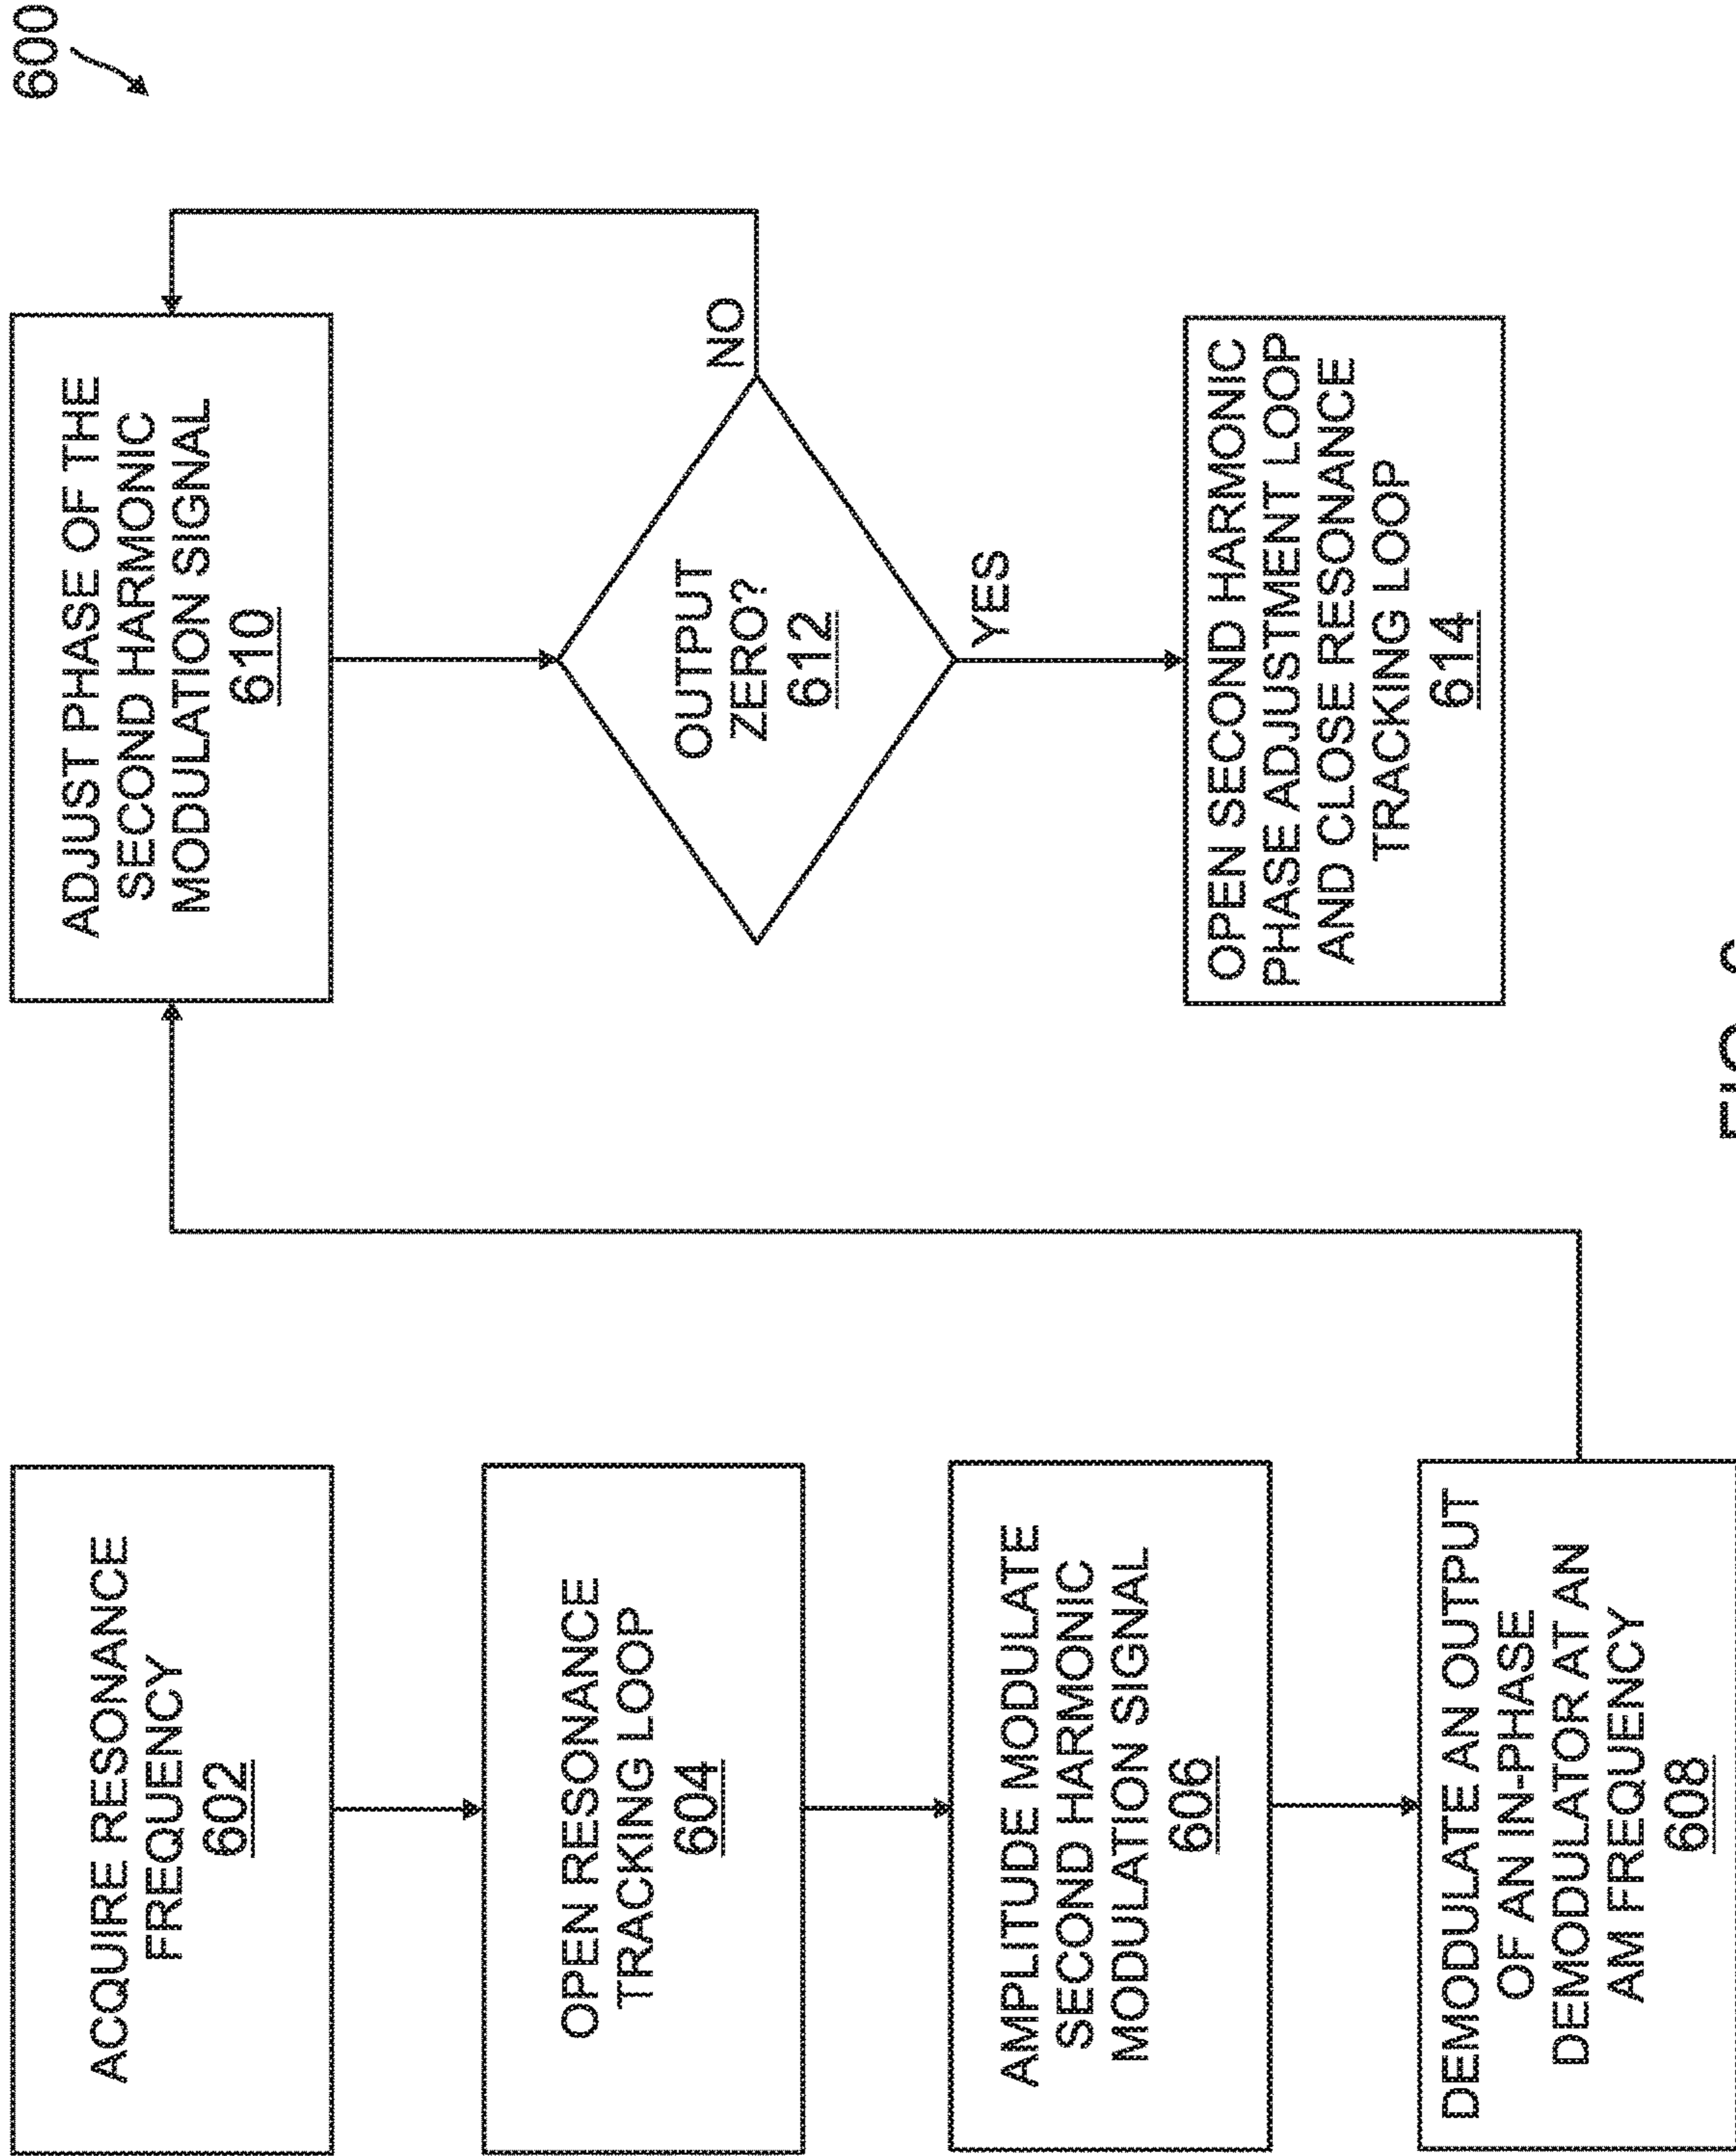 600
ACQUIRE RESONANCE
FREQUENCY
602
OPEN RESONANCE
TRACKING LOOP
604
AMPLITUDE MODULATE
SECOND HARMONIC
MODULATION SIGNAL
606
DEMODULATE AN OUTPUT
OF AN IN-PHASE
DEMODULATOR AT AN
AM FREQUENCY
608
ADJUST PHASE OF THE
SECOND HARMONIC
MODULATION SIGNAL
610
OUTPUT
ZERO?
612
NO
YES
OPEN SECOND HARMONIC
PHASE ADJUSTMENT LOOP
AND CLOSE RESONANCE
TRACKING LOOP
614